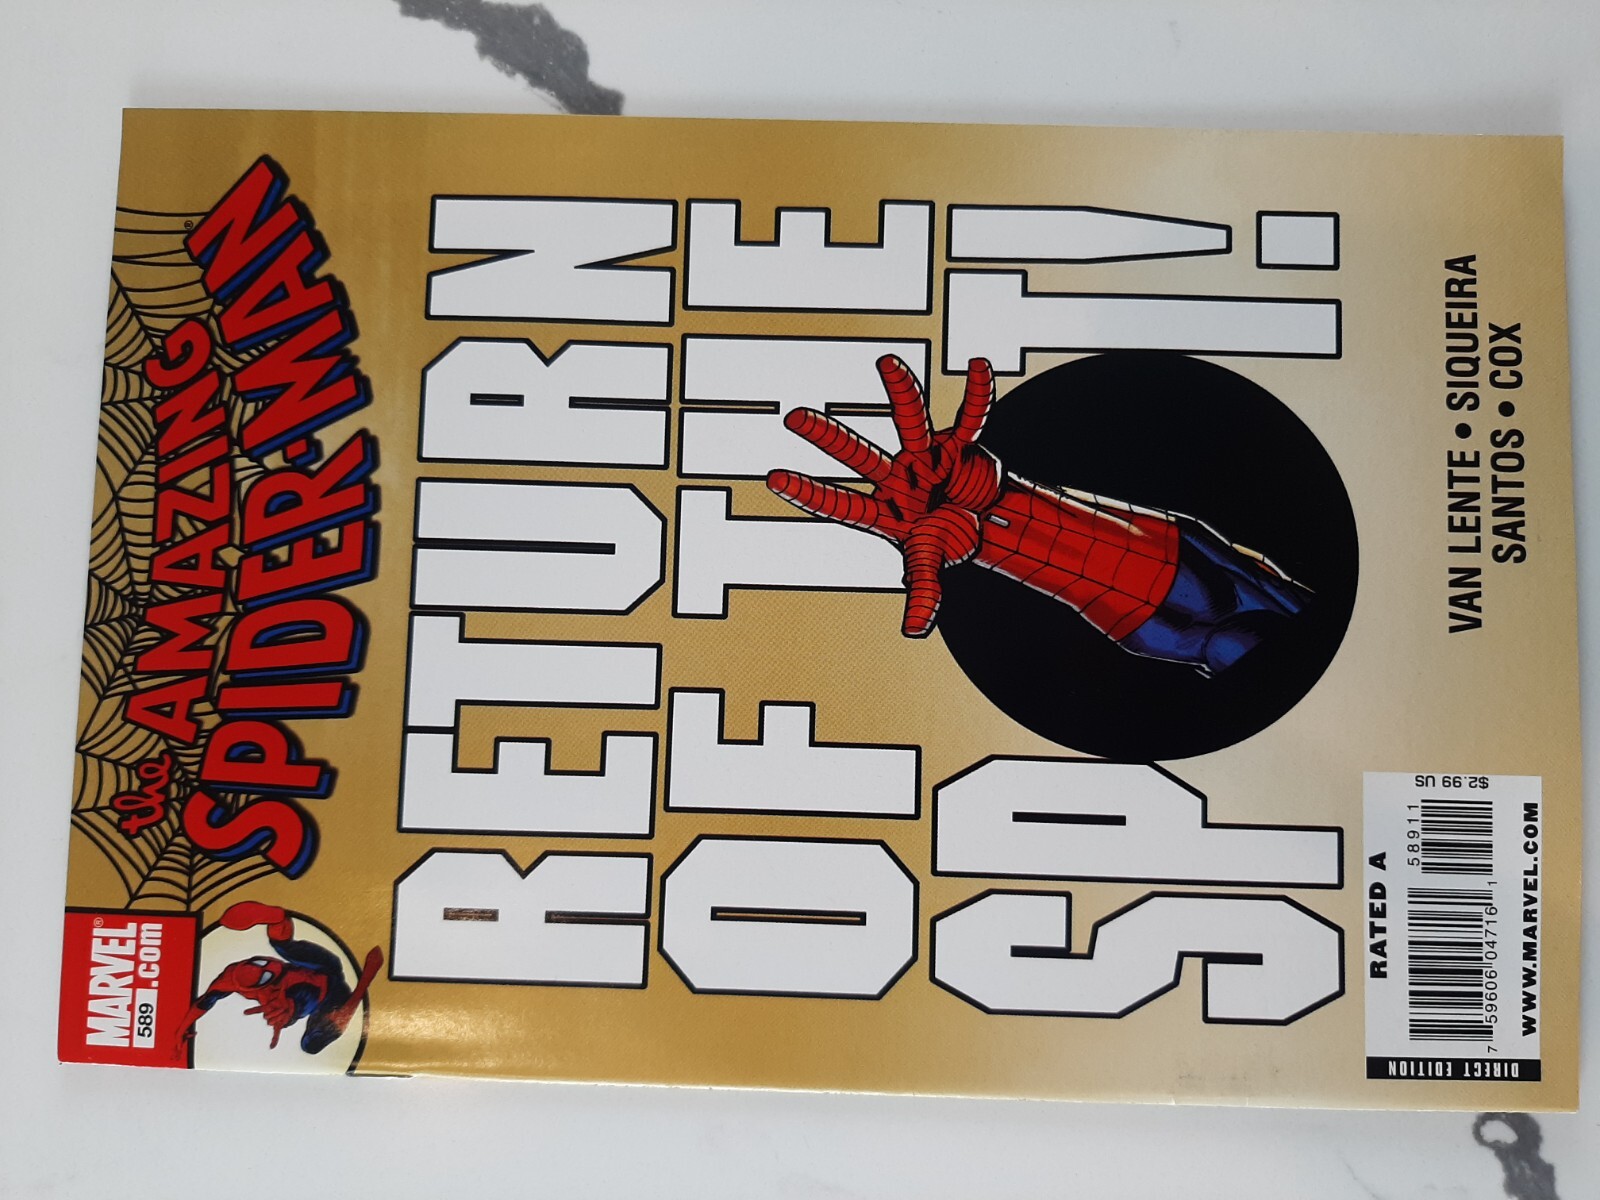 MARVEL®
589 .com
the
AMAZING
SPIDER-MAN®
RETURN
OF THE
SPOT!
VAN LENTE • SIQUEIRA
SANTOS • COX
RATED A
DIRECT EDITION
58911
$2.99 US
7 59606 04716 1
WWW.MARVEL.COM